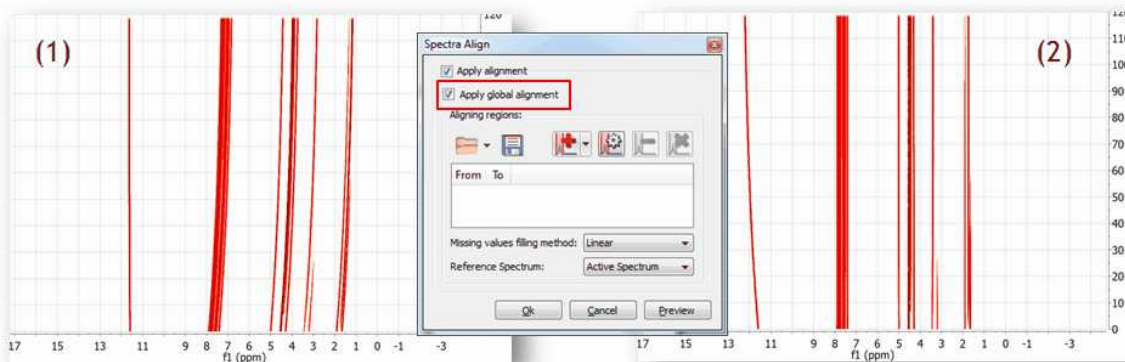 120
(1)
17 15 13 11 9 8 7 6 5 4 3 2 1 0 -1 -3
f1 (ppm)
Spectra Align
Apply alignment
Apply global alignment
Aligning regions:
From To
Missing values filling method: Linear
Reference Spectrum: Active Spectrum
Ok Cancel Preview
(2)
120
110
100
90
80
70
60
50
40
30
20
10
0
17 15 13 11 9 8 7 6 5 4 3 2 1 0 -1 -3
f1 (ppm)